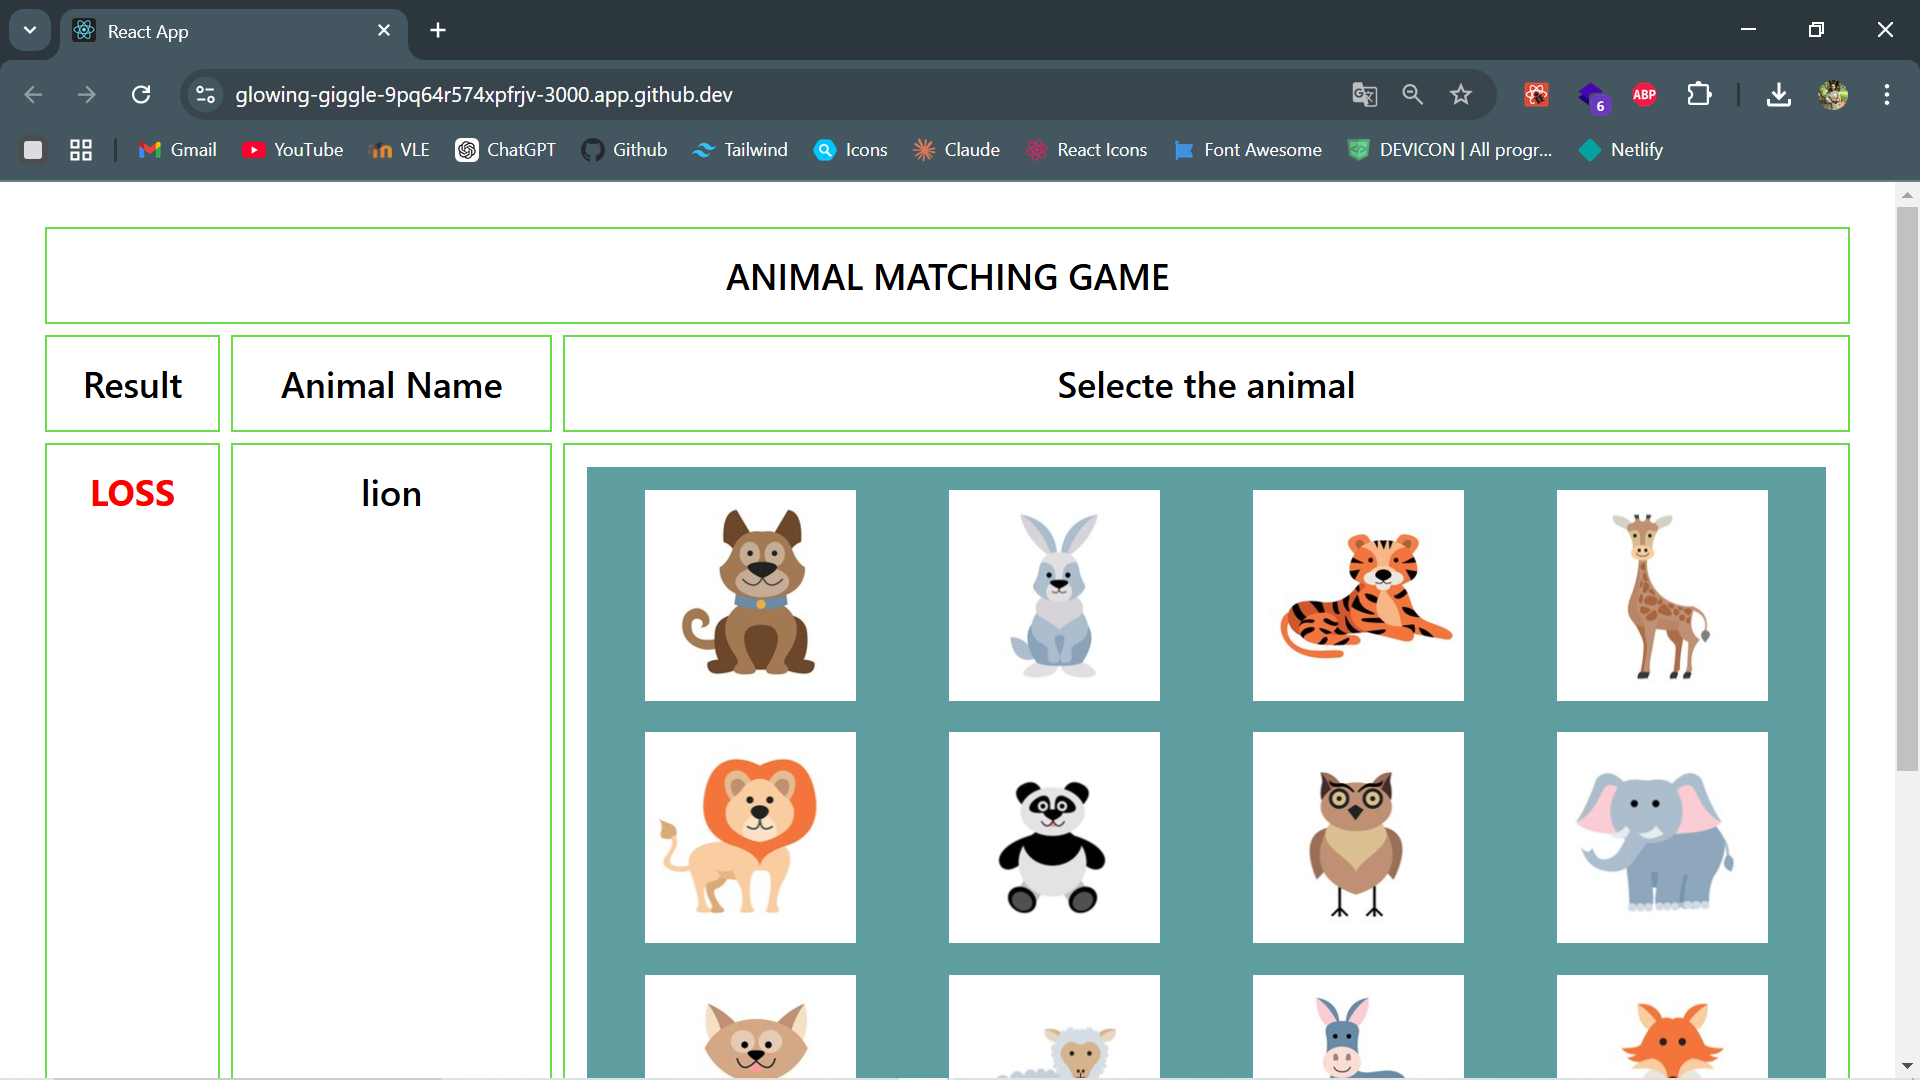 React App
glowing-giggle-9pq64r574xpfrjv-3000.app.github.dev
ABP
6
Gmail
YouTube
VLE
ChatGPT
Github
Tailwind
Icons
Claude
React Icons
Font Awesome
DEVICON | All progr...
Netlify
ANIMAL MATCHING GAME
Result
Animal Name
Selecte the animal
LOSS
lion